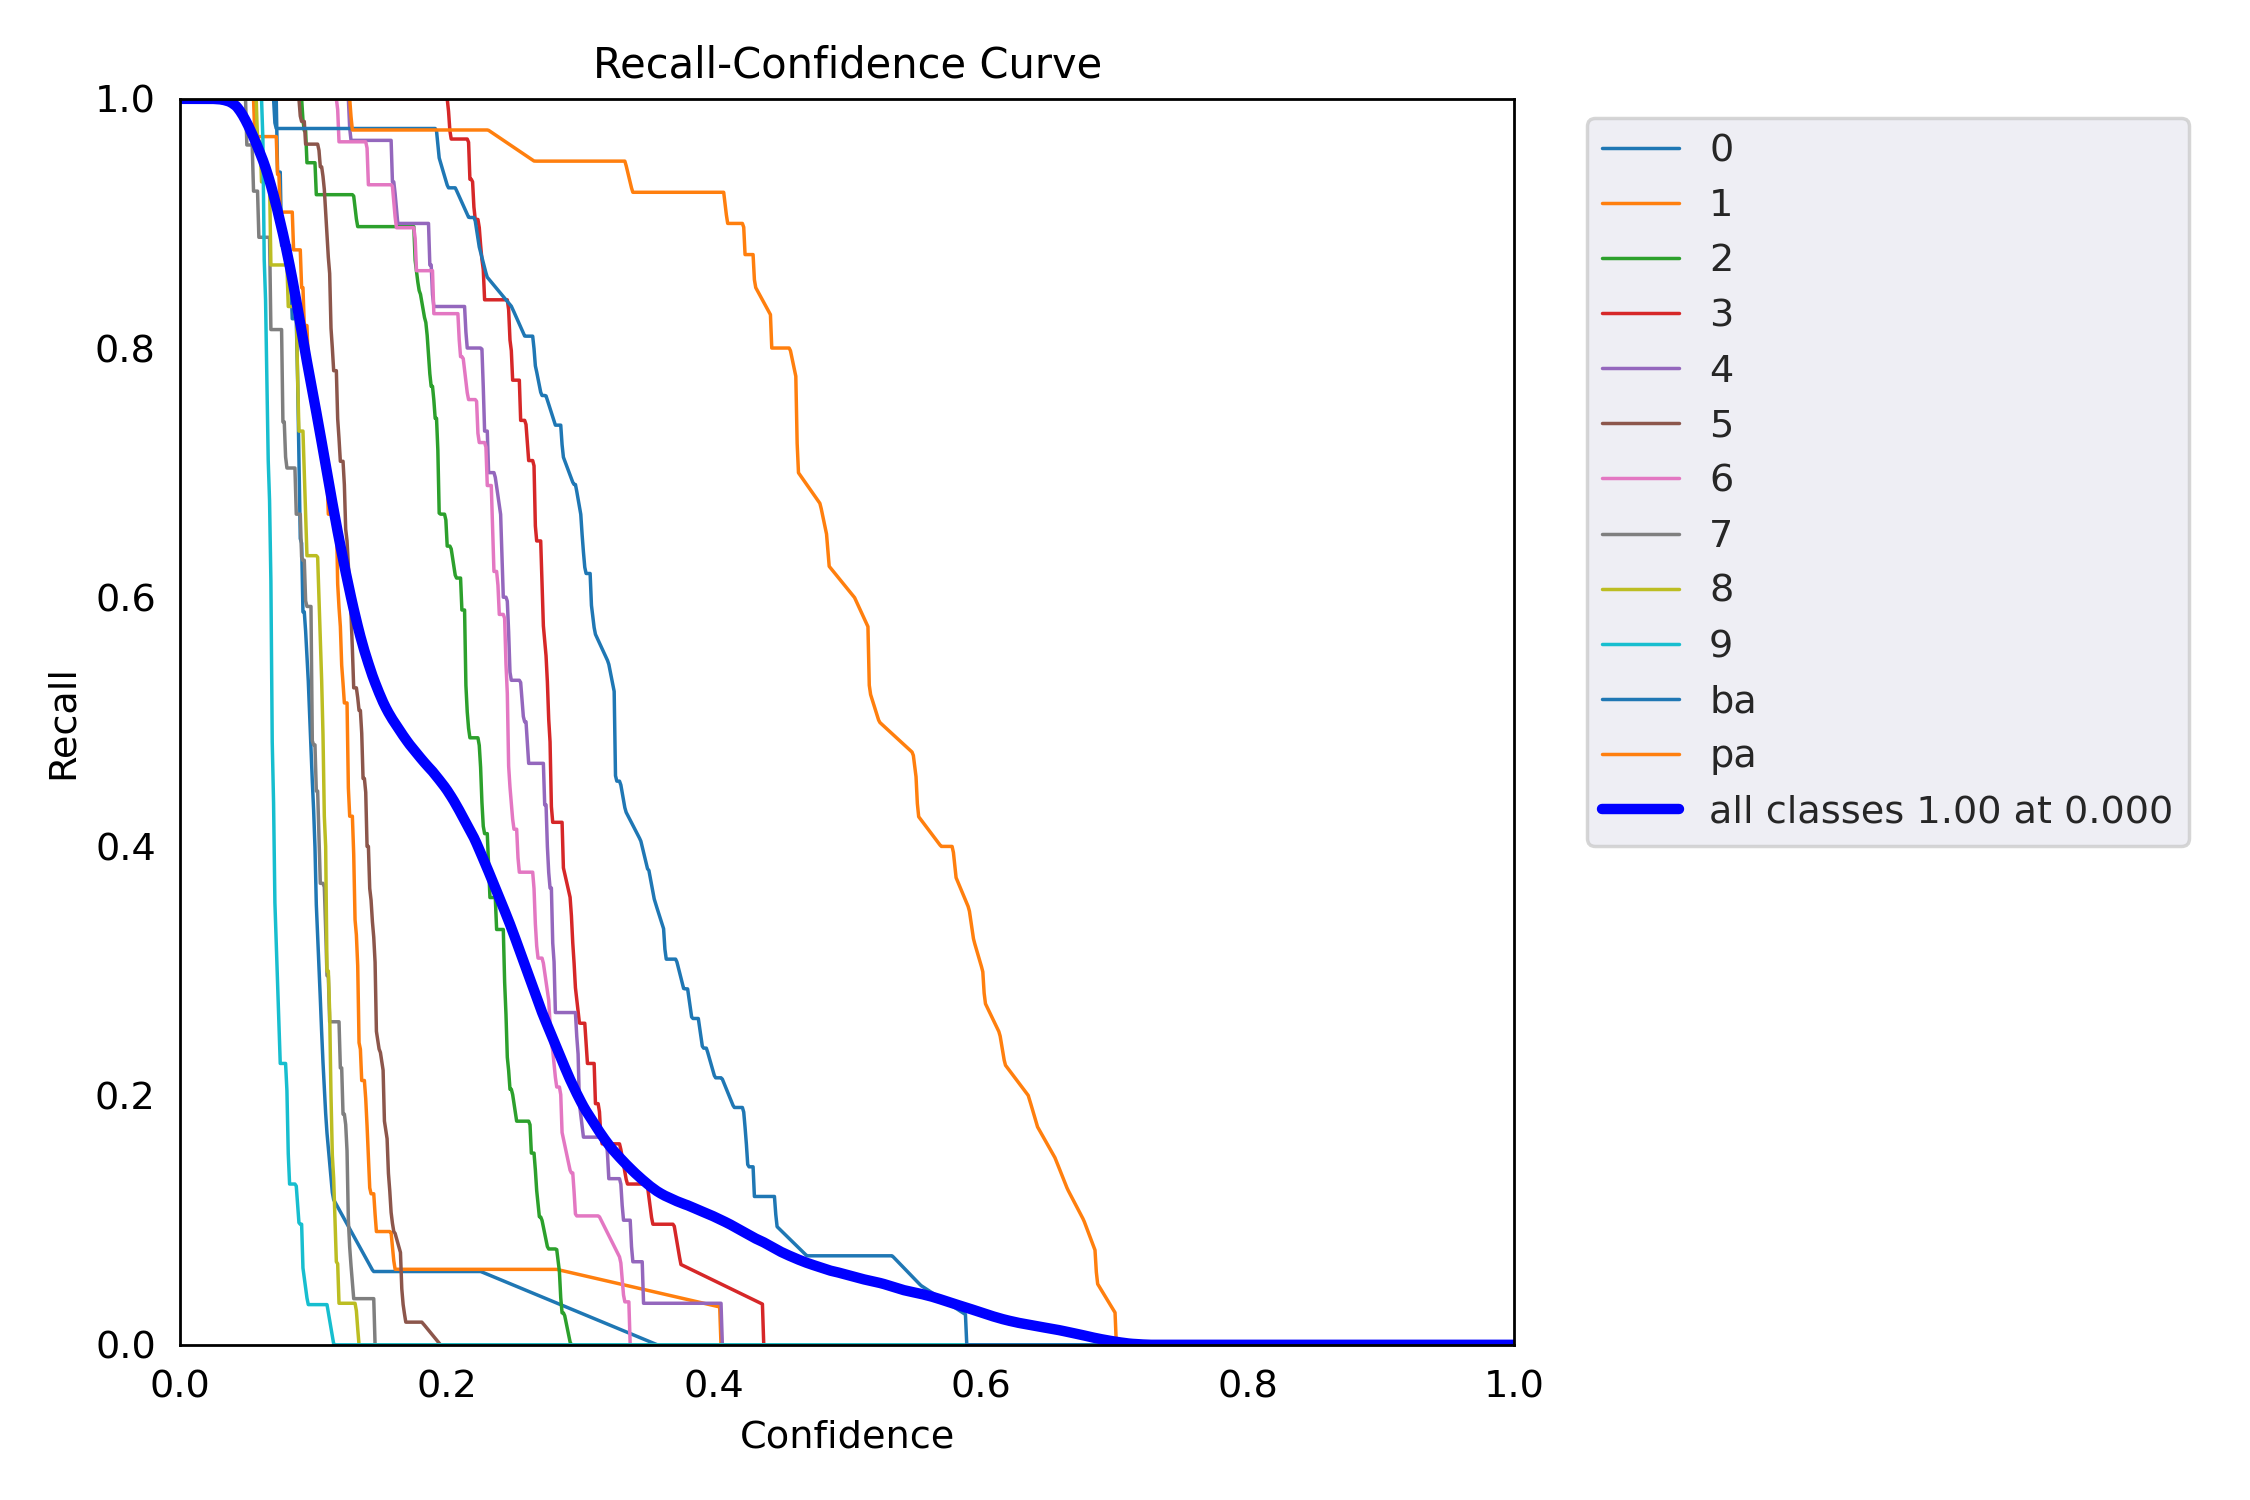 Recall-Confidence Curve
1.0
0.8
0.6
0.4
0.2
0.0
Recall
0.0 0.2 0.4 0.6 0.8 1.0
Confidence
0
1
2
3
4
5
6
7
8
9
ba
pa
all classes 1.00 at 0.000